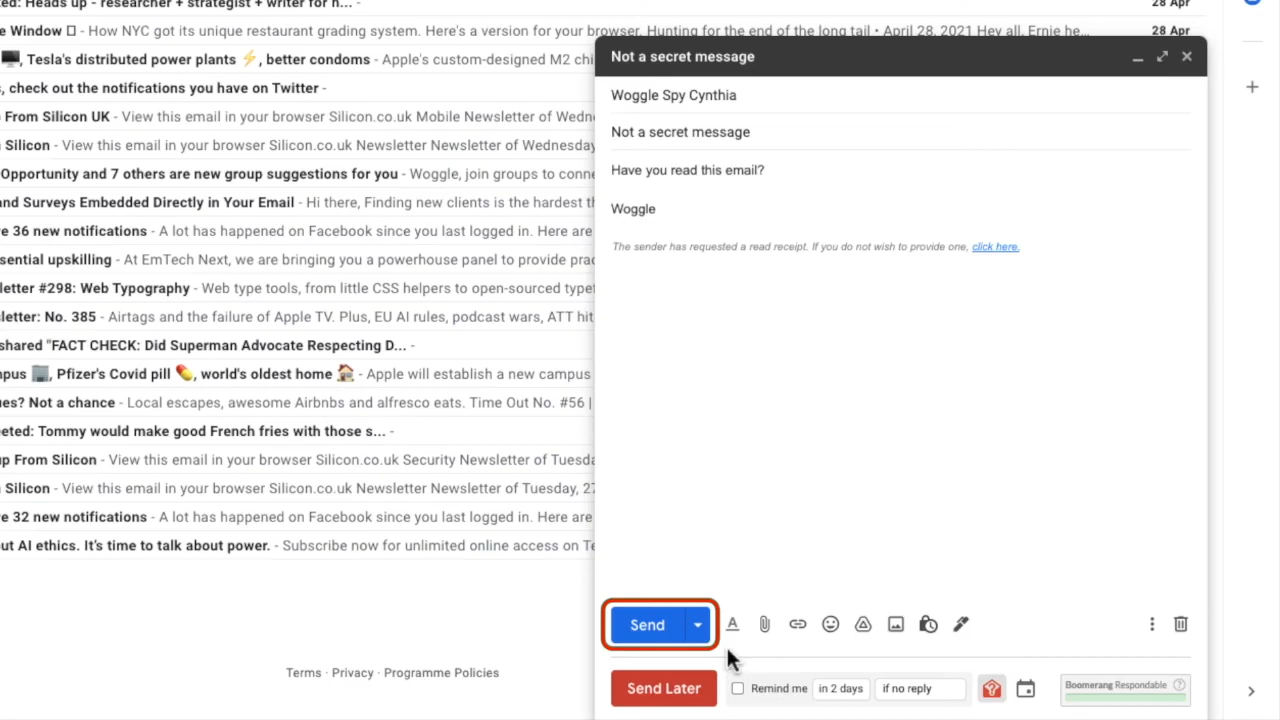 ted: Heads up - researcher + strategist + writer for h... -
28 Apr
e Window □ - How NYC got its unique restaurant grading system. Here's a version for your browser. Hunting for the end of the long tail • April 28, 2021 Hey all, Ernie he...
28 Apr
🖥️, Tesla's distributed power plants ⚡, better condoms - Apple's custom-designed M2 chi
s, check out the notifications you have on Twitter -
From Silicon UK - View this email in your browser Silicon.co.uk Mobile Newsletter of Wedn
Silicon - View this email in your browser Silicon.co.uk Newsletter Newsletter of Wednesday
Opportunity and 7 others are new group suggestions for you - Woggle, join groups to conne
and Surveys Embedded Directly in Your Email - Hi there, Finding new clients is the hardest th
e 36 new notifications - A lot has happened on Facebook since you last logged in. Here are
sential upskilling - At EmTech Next, we are bringing you a powerhouse panel to provide prac
letter #298: Web Typography - Web type tools, from little CSS helpers to open-sourced typef
letter: No. 385 - Airtags and the failure of Apple TV. Plus, EU AI rules, podcast wars, ATT hit
shared "FACT CHECK: Did Superman Advocate Respecting D... -
mpus 🏢, Pfizer's Covid pill 💊, world's oldest home 🏠 - Apple will establish a new campus
ues? Not a chance - Local escapes, awesome Airbnbs and alfresco eats. Time Out No. #56 |
eeted: Tommy would make good French fries with those s... -
up From Silicon - View this email in your browser Silicon.co.uk Security Newsletter of Tuesda
Silicon - View this email in your browser Silicon.co.uk Newsletter Newsletter of Tuesday, 27
e 32 new notifications - A lot has happened on Facebook since you last logged in. Here are
ut AI ethics. It's time to talk about power. - Subscribe now for unlimited online access on Te
Terms · Privacy · Programme Policies
Not a secret message
Woggle Spy Cynthia
Not a secret message
Have you read this email?
Woggle
The sender has requested a read receipt. If you do not wish to provide one, click here.
Send
Send Later
Remind me
in 2 days
if no reply
Boomerang Respondable